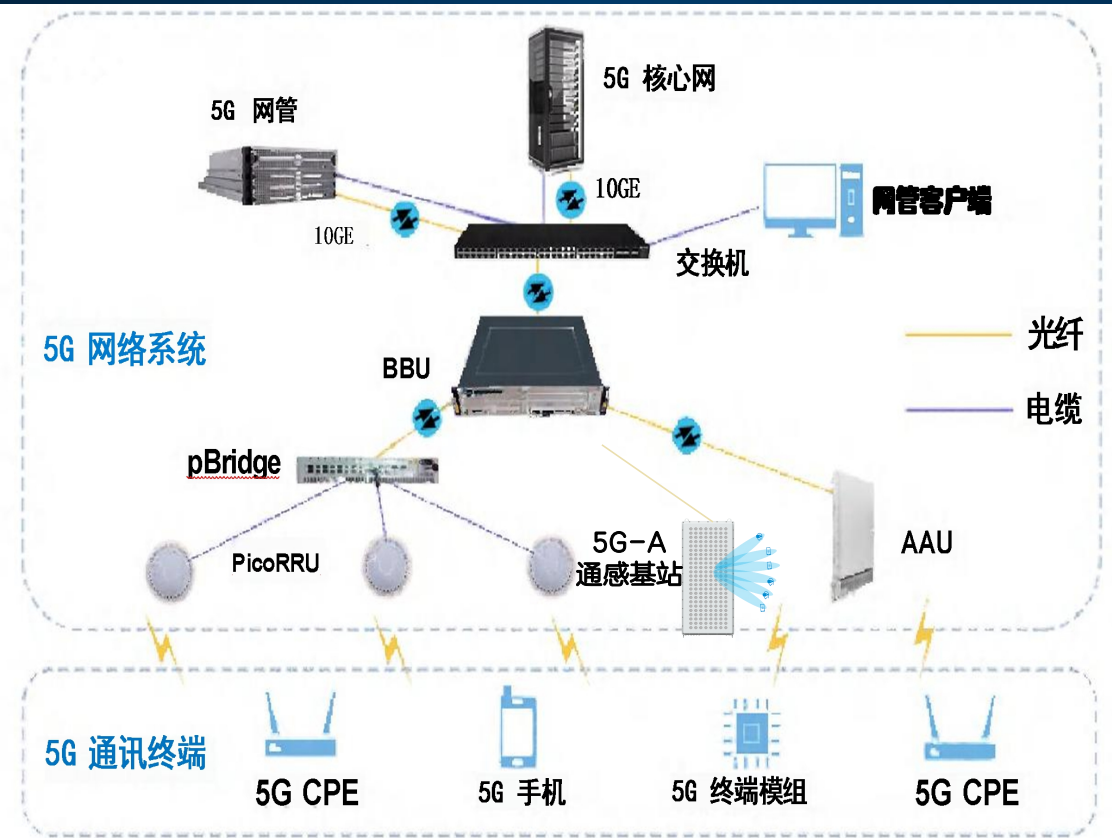 5G 核心网
5G 网管
10GE
网管客户端
10GE
交换机
5G 网络系统
光纤
BBU
电缆
pBridge
5G-A
通感基站
AAU
PicoRRU
5G 通讯终端
5G CPE
5G 手机
5G 终端模组
5G CPE